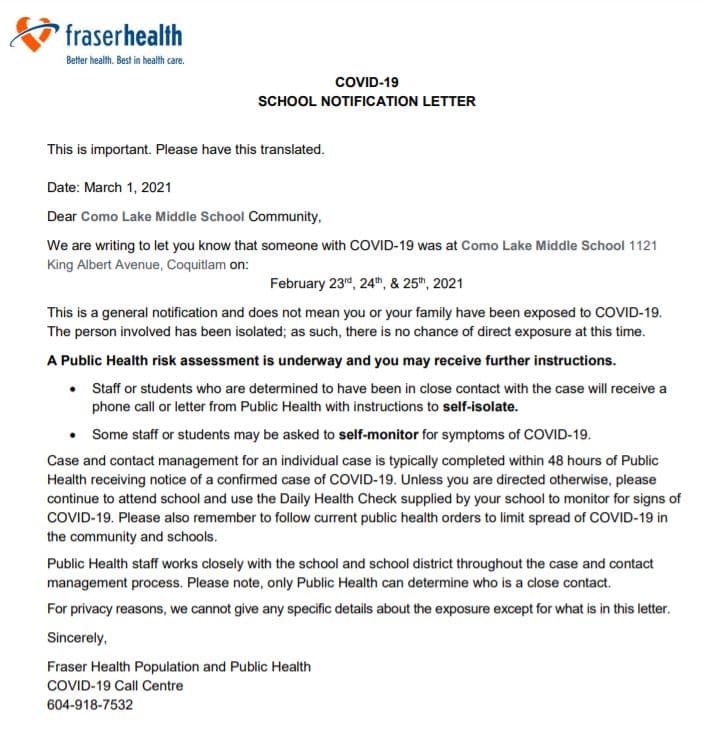 fraserhealth
Better health. Best in health care.
COVID-19
SCHOOL NOTIFICATION LETTER
This is important. Please have this translated.
Date: March 1, 2021
Dear Como Lake Middle School Community,
We are writing to let you know that someone with COVID-19 was at Como Lake Middle School 1121
King Albert Avenue, Coquitlam on:
February 23rd, 24th, & 25th, 2021
This is a general notification and does not mean you or your family have been exposed to COVID-19.
The person involved has been isolated; as such, there is no chance of direct exposure at this time.
A Public Health risk assessment is underway and you may receive further instructions.
• Staff or students who are determined to have been in close contact with the case will receive a
phone call or letter from Public Health with instructions to self-isolate.
• Some staff or students may be asked to self-monitor for symptoms of COVID-19.
Case and contact management for an individual case is typically completed within 48 hours of Public
Health receiving notice of a confirmed case of COVID-19. Unless you are directed otherwise, please
continue to attend school and use the Daily Health Check supplied by your school to monitor for signs of
COVID-19. Please also remember to follow current public health orders to limit spread of COVID-19 in
the community and schools.
Public Health staff works closely with the school and school district throughout the case and contact
management process. Please note, only Public Health can determine who is a close contact.
For privacy reasons, we cannot give any specific details about the exposure except for what is in this letter.
Sincerely,
Fraser Health Population and Public Health
COVID-19 Call Centre
604-918-7532